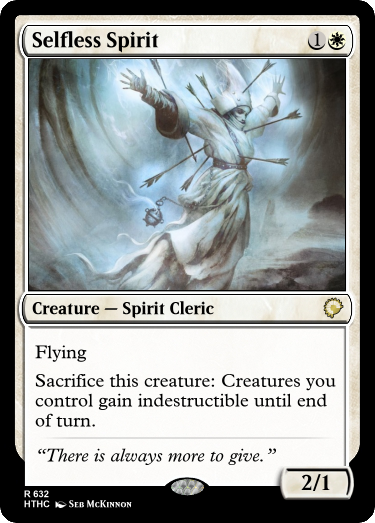 Selfless Spirit 1
Creature — Spirit Cleric
Flying
Sacrifice this creature: Creatures you
control gain indestructible until end
of turn.
“There is always more to give.”
2/1
R 632
HTHC Seb McKinnon